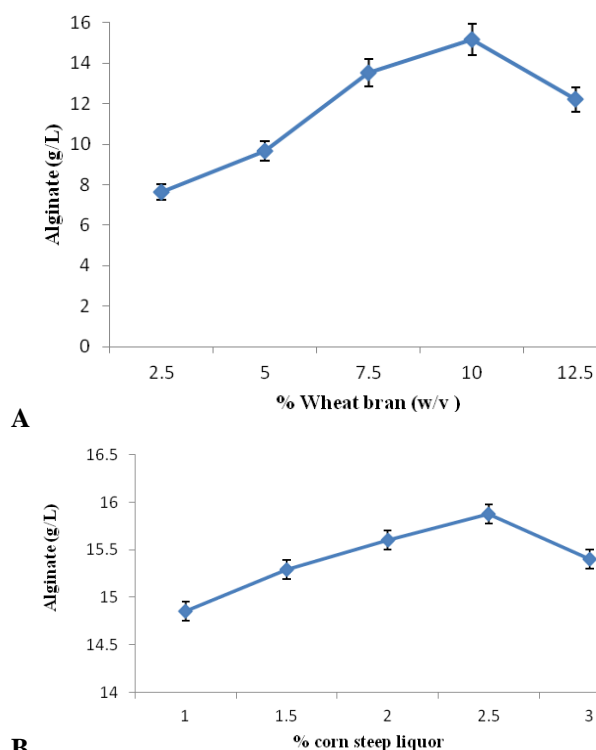 16
14
12
10
8
6
4
2
0
Alginate (g/L)
2.5 5 7.5 10 12.5
% Wheat bran (w/v )
A
16.5
16
15.5
15
14.5
14
Alginate (g/L)
1 1.5 2 2.5 3
% corn steep liquor
B